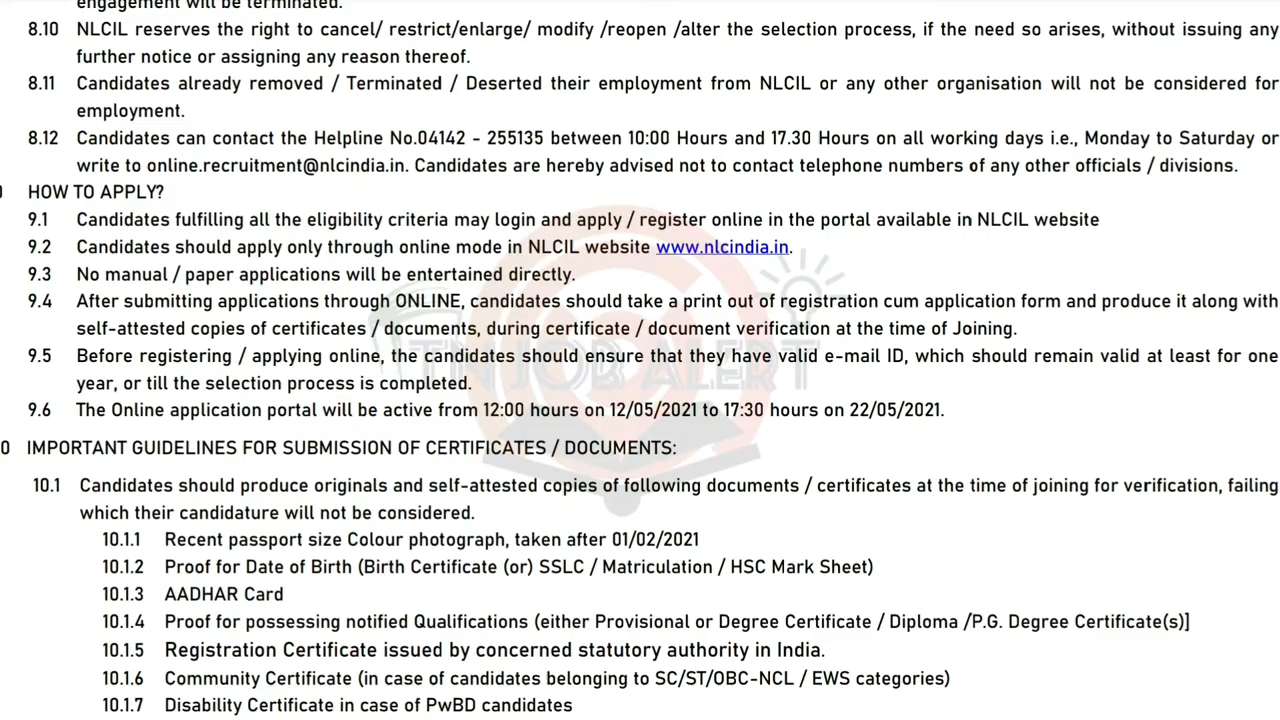 engagement will be terminated.
8.10 NLCIL reserves the right to cancel/ restrict/enlarge/ modify /reopen /alter the selection process, if the need so arises, without issuing any
further notice or assigning any reason thereof.
8.11 Candidates already removed / Terminated / Deserted their employment from NLCIL or any other organisation will not be considered for
employment.
8.12 Candidates can contact the Helpline No.04142 - 255135 between 10:00 Hours and 17.30 Hours on all working days i.e., Monday to Saturday or
write to online.recruitment@nlcindia.in. Candidates are hereby advised not to contact telephone numbers of any other officials / divisions.
HOW TO APPLY?
9.1 Candidates fulfilling all the eligibility criteria may login and apply / register online in the portal available in NLCIL website
9.2 Candidates should apply only through online mode in NLCIL website www.nlcindia.in.
9.3 No manual / paper applications will be entertained directly.
9.4 After submitting applications through ONLINE, candidates should take a print out of registration cum application form and produce it along with
self-attested copies of certificates / documents, during certificate / document verification at the time of Joining.
TN JOB ALERT
9.5 Before registering / applying online, the candidates should ensure that they have valid e-mail ID, which should remain valid at least for one
year, or till the selection process is completed.
9.6 The Online application portal will be active from 12:00 hours on 12/05/2021 to 17:30 hours on 22/05/2021.
0 IMPORTANT GUIDELINES FOR SUBMISSION OF CERTIFICATES / DOCUMENTS:
10.1 Candidates should produce originals and self-attested copies of following documents / certificates at the time of joining for verification, failing
which their candidature will not be considered.
10.1.1 Recent passport size Colour photograph, taken after 01/02/2021
10.1.2 Proof for Date of Birth (Birth Certificate (or) SSLC / Matriculation / HSC Mark Sheet)
10.1.3 AADHAR Card
10.1.4 Proof for possessing notified Qualifications (either Provisional or Degree Certificate / Diploma /P.G. Degree Certificate(s)]
10.1.5 Registration Certificate issued by concerned statutory authority in India.
10.1.6 Community Certificate (in case of candidates belonging to SC/ST/OBC-NCL / EWS categories)
10.1.7 Disability Certificate in case of PwBD candidates